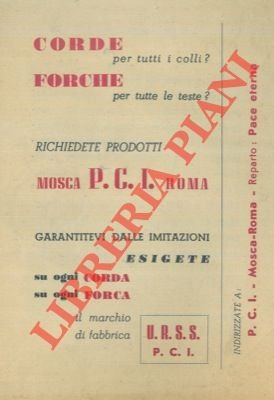 CORDE
per tutti i colli?
FORCHE
per tutte le teste?
RICHIEDETE PRODOTTI
MOSCA P.C.I. ROMA
GARANTITEVI DALLE IMITAZIONI
ESIGETE
su ogni CORDA
su ogni FORCA
il marchio
di fabbrica
U.R.S.S.
P.C.I.
INDIRIZZATE A:
P. C. I. - Mosca-Roma - Reparto: Pace eterna
LIBRERIA PIANI